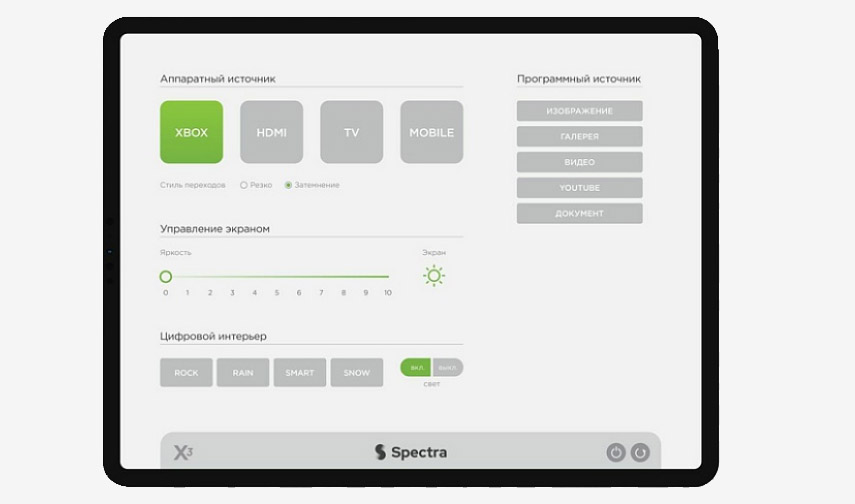 Аппаратный источник
XBOX
HDMI
TV
MOBILE
Стиль переходов
Резко
Затемнение
Программный источник
ИЗОБРАЖЕНИЕ
ГАЛЕРЕЯ
ВИДЕО
YOUTUBE
ДОКУМЕНТ
Управление экраном
Яркость
Экран
0 1 2 3 4 5 6 7 8 9 10
Цифровой интерьер
ROCK
RAIN
SMART
SNOW
ВКЛ
ВЫКЛ
свет
X3
Spectra